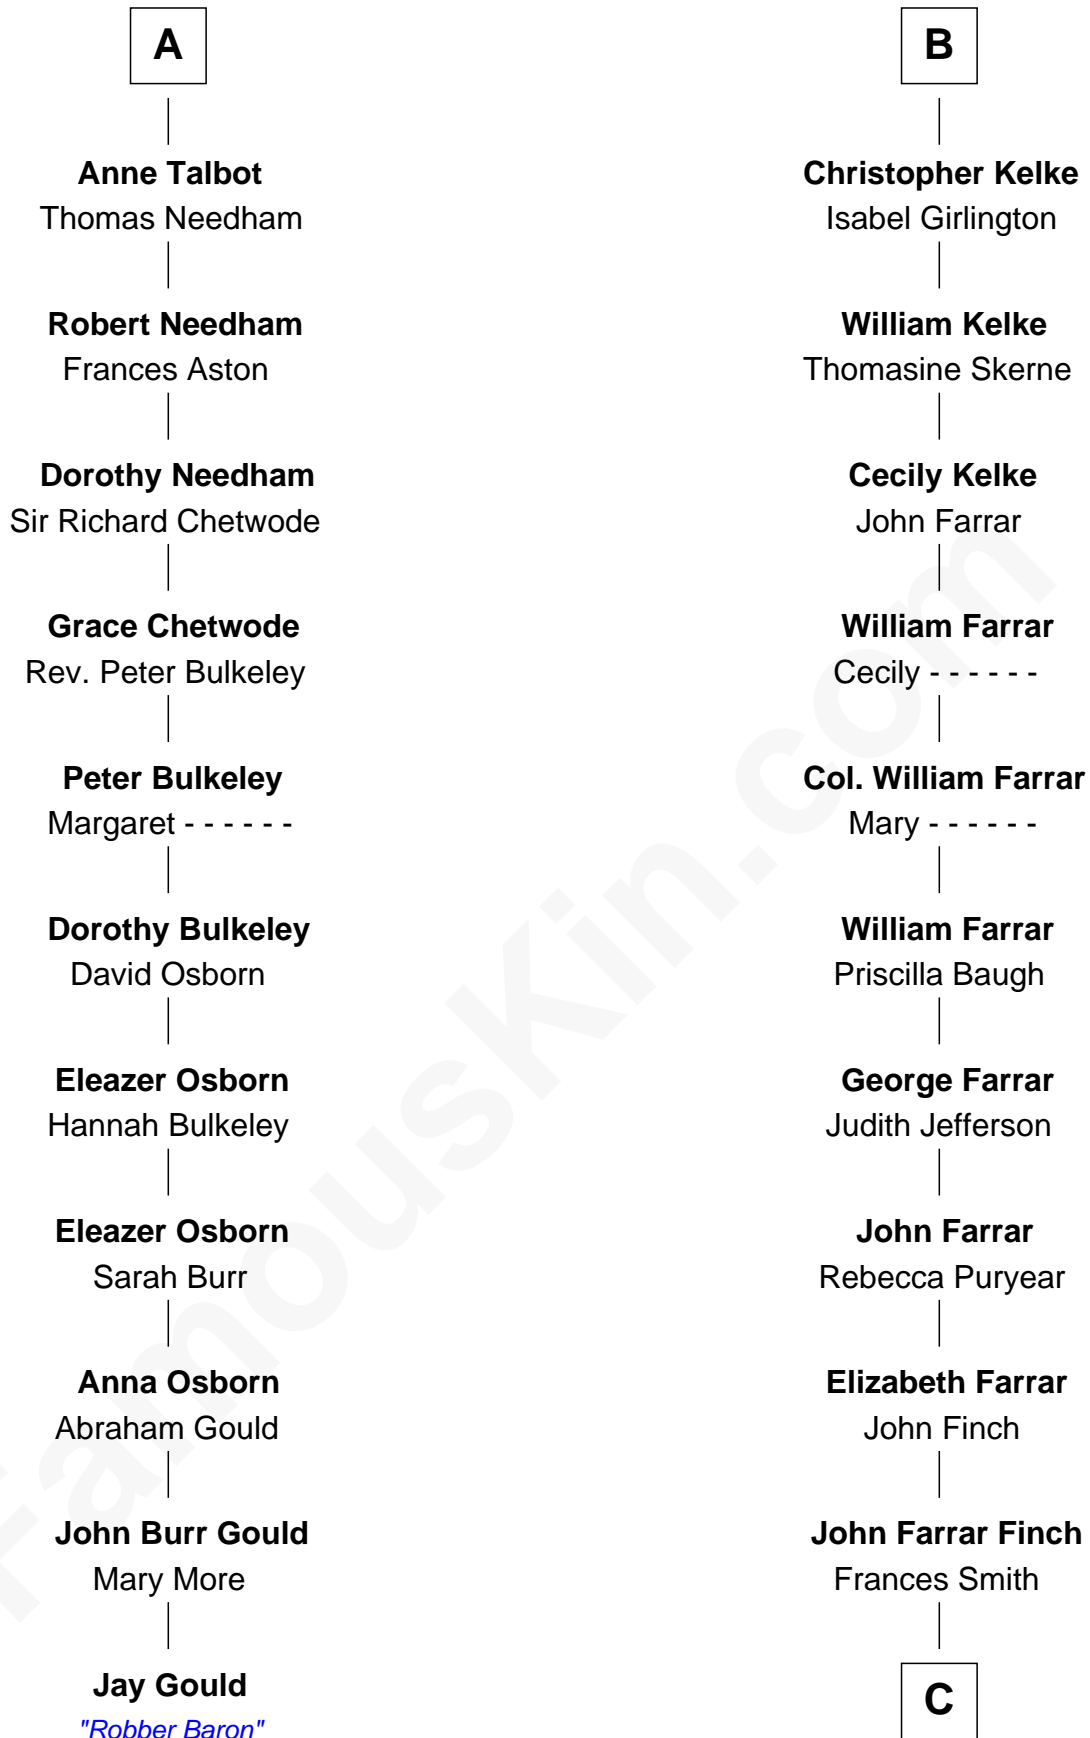 A
Anne Talbot
Thomas Needham
Robert Needham
Frances Aston
Dorothy Needham
Sir Richard Chetwode
Grace Chetwode
Rev. Peter Bulkeley
Peter Bulkeley
Margaret - - - - - -
Dorothy Bulkeley
David Osborn
Eleazer Osborn
Hannah Bulkeley
Eleazer Osborn
Sarah Burr
Anna Osborn
Abraham Gould
John Burr Gould
Mary More
Jay Gould
"Robber Baron"
B
Christopher Kelke
Isabel Girlington
William Kelke
Thomasine Skerne
Cecily Kelke
John Farrar
William Farrar
Cecily - - - - - -
Col. William Farrar
Mary - - - - - -
William Farrar
Priscilla Baugh
George Farrar
Judith Jefferson
John Farrar
Rebecca Puryear
Elizabeth Farrar
John Finch
John Farrar Finch
Frances Smith
C
FamousKin.com